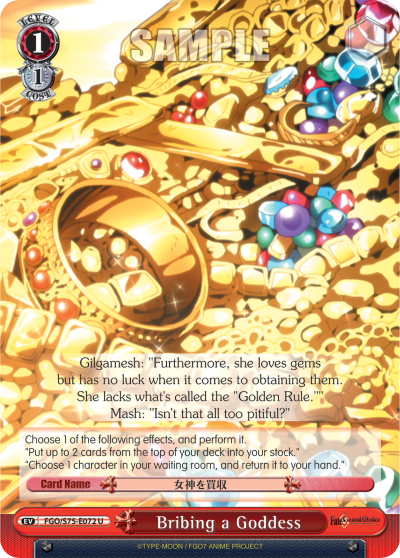 LEVEL
1
1
COST
SAMPLE
Gilgamesh: "Furthermore, she loves gems
but has no luck when it comes to obtaining them.
She lacks what's called the "Golden Rule.""
Mash: "Isn't that all too pitiful?"
Choose 1 of the following effects, and perform it.
"Put up to 2 cards from the top of your deck into your stock."
"Choose 1 character in your waiting room, and return it to your hand."
Card Name 女神を買収
EV FGO/S75-E072 U Bribing a Goddess Fate/Grand Order
©TYPE-MOON / FGO7 ANIME PROJECT